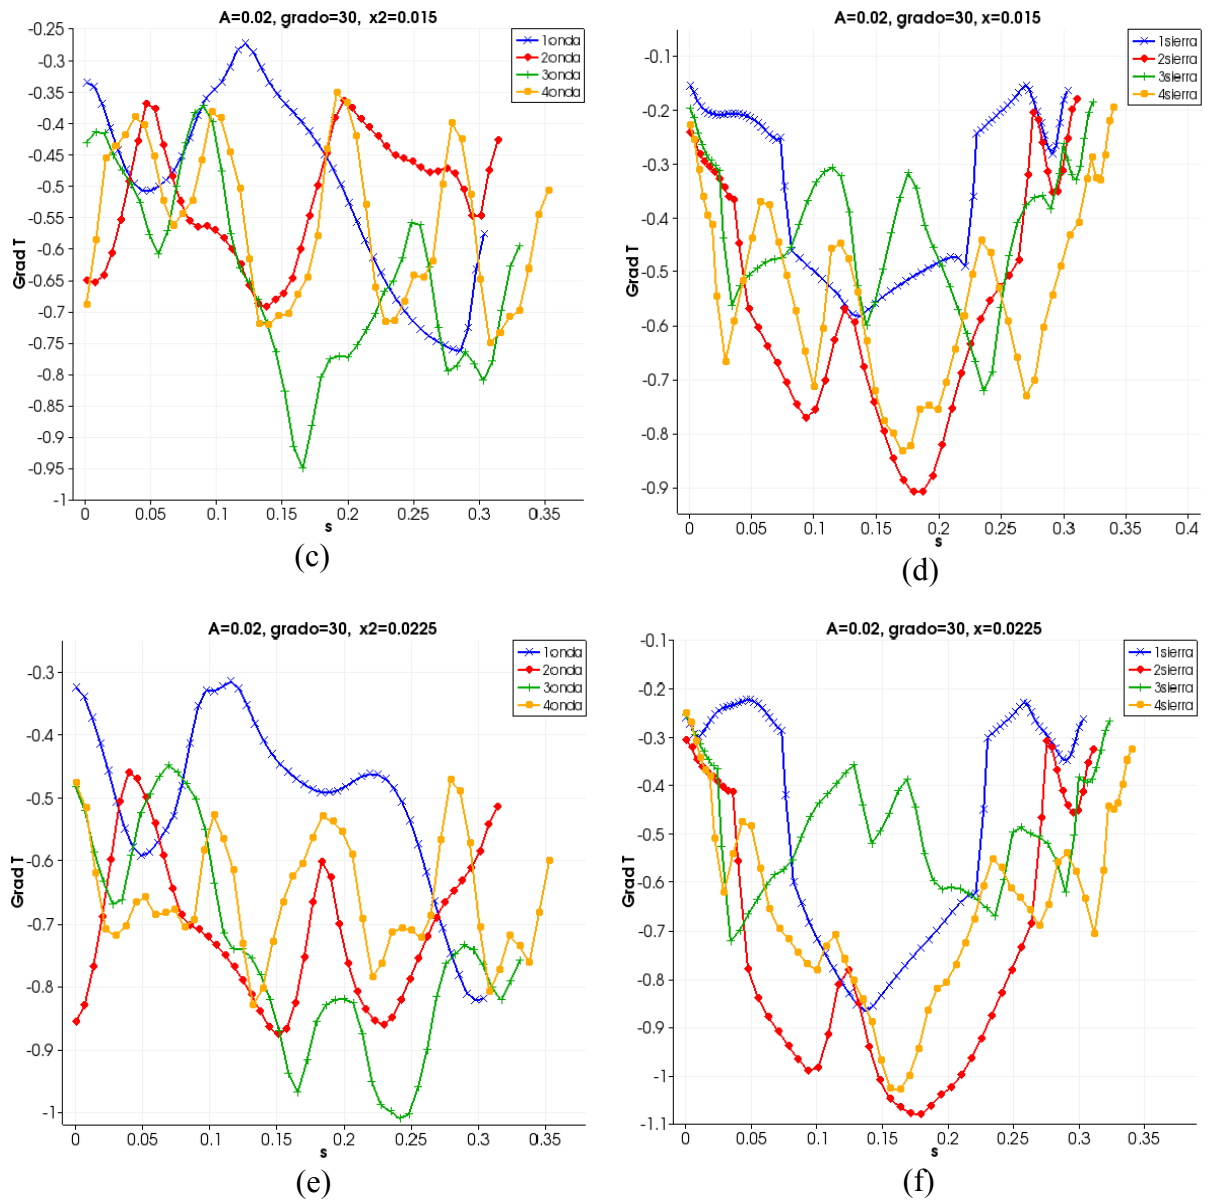 A=0.02, grado=30,  x2=0.015
Grad T
-0.25
-0.3
-0.35
-0.4
-0.45
-0.5
-0.55
-0.6
-0.65
-0.7
-0.75
-0.8
-0.85
-0.9
-0.95
-1
0 0.05 0.1 0.15 0.2 0.25 0.3 0.35
s
1onda
2onda
3onda
4onda
(c)
A=0.02, grado=30, x=0.015
Grad T
-0.1
-0.2
-0.3
-0.4
-0.5
-0.6
-0.7
-0.8
-0.9
0 0.05 0.1 0.15 0.2 0.25 0.3 0.35 0.4
s
1sierra
2sierra
3sierra
4sierra
(d)
A=0.02, grado=30,  x2=0.0225
Grad T
-0.3
-0.4
-0.5
-0.6
-0.7
-0.8
-0.9
-1
0 0.05 0.1 0.15 0.2 0.25 0.3 0.35
s
1onda
2onda
3onda
4onda
(e)
A=0.02, grado=30, x=0.0225
Grad T
-0.1
-0.2
-0.3
-0.4
-0.5
-0.6
-0.7
-0.8
-0.9
-1
-1.1
0 0.05 0.1 0.15 0.2 0.25 0.3 0.35
s
1sierra
2sierra
3sierra
4sierra
(f)